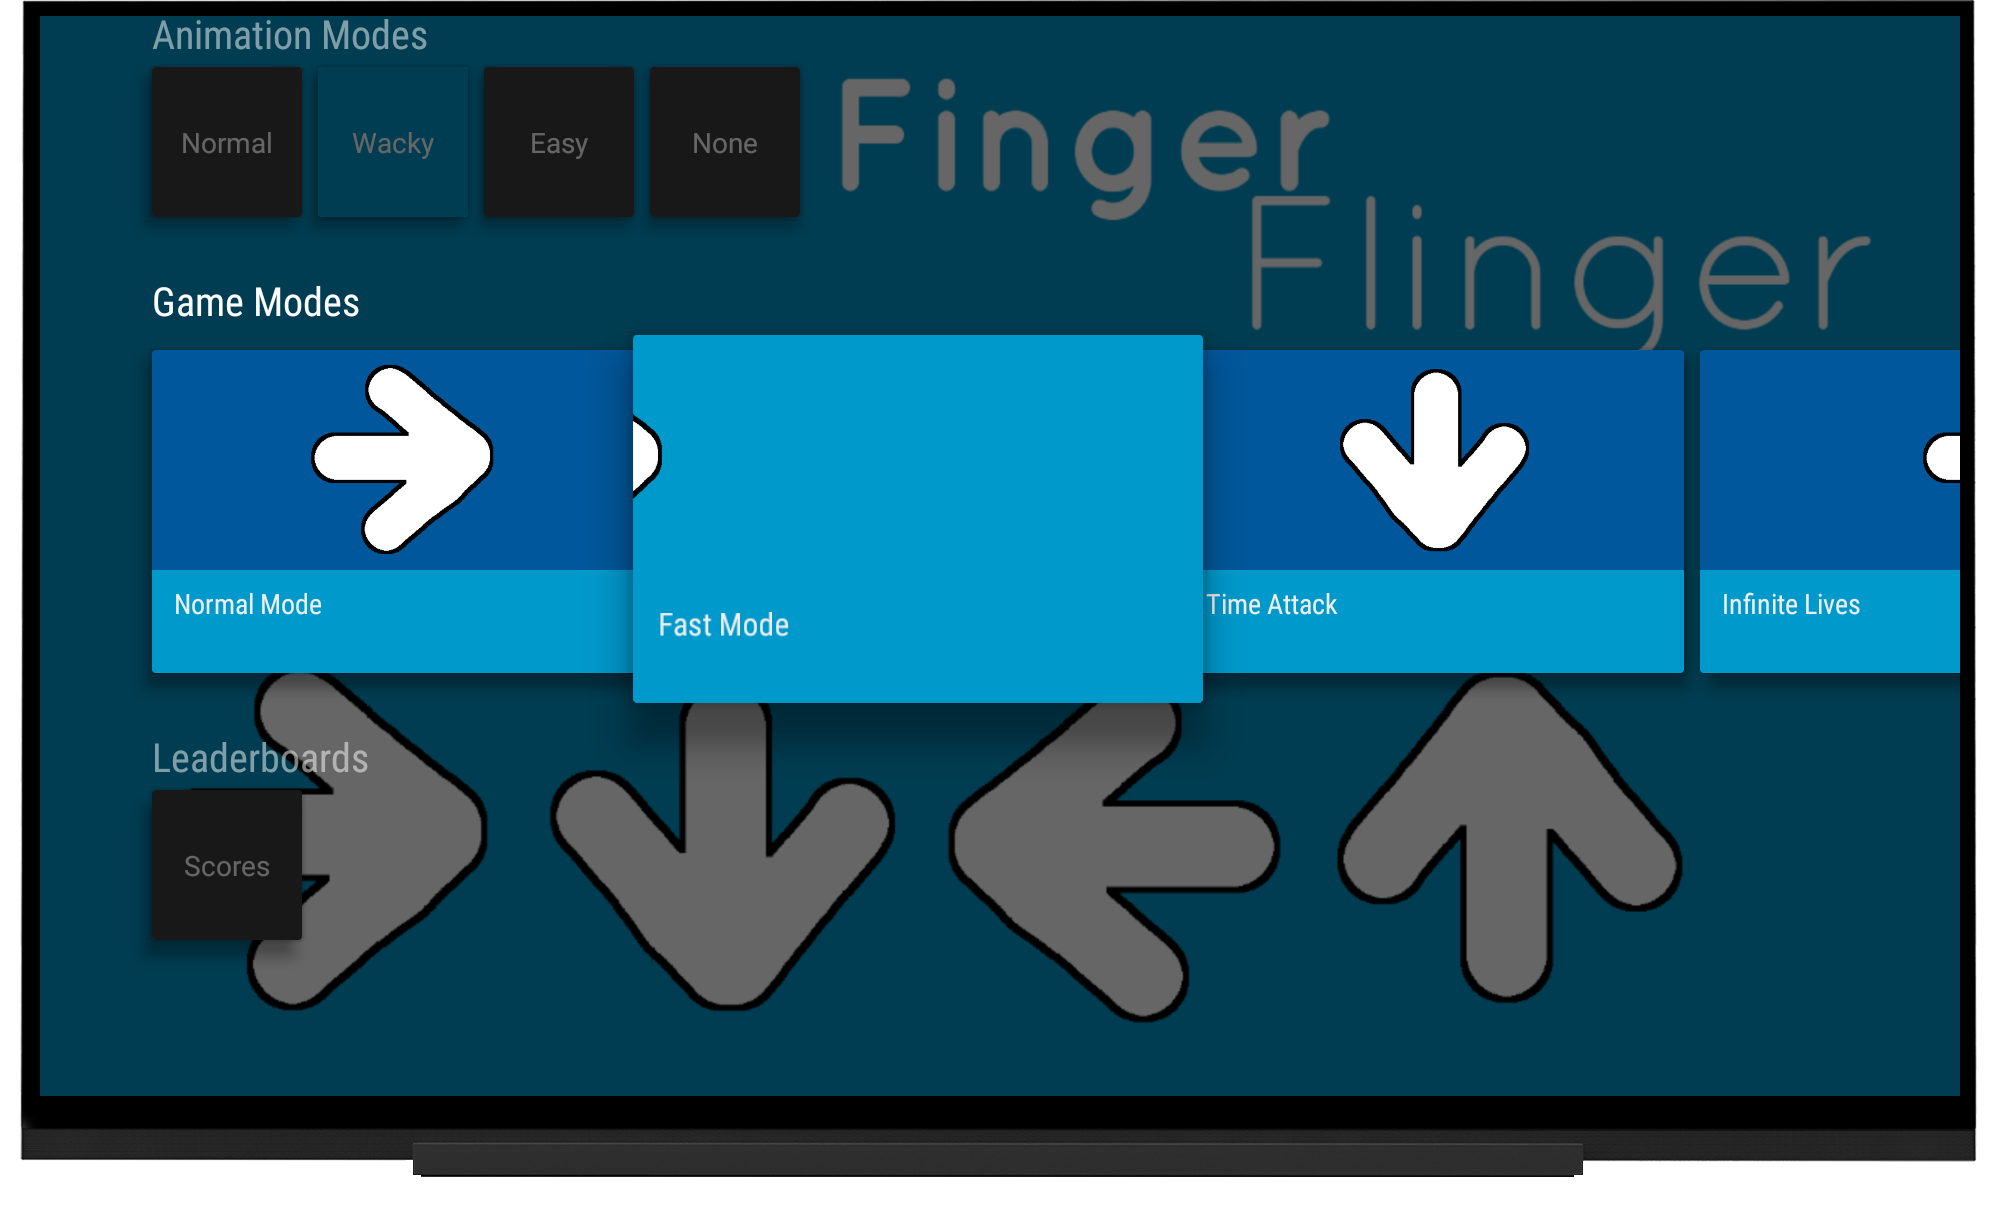 Animation Modes
Normal
Wacky
Easy
None
Finger
Flinger
Game Modes
Normal Mode
Fast Mode
Time Attack
Infinite Lives
Leaderboards
Scores